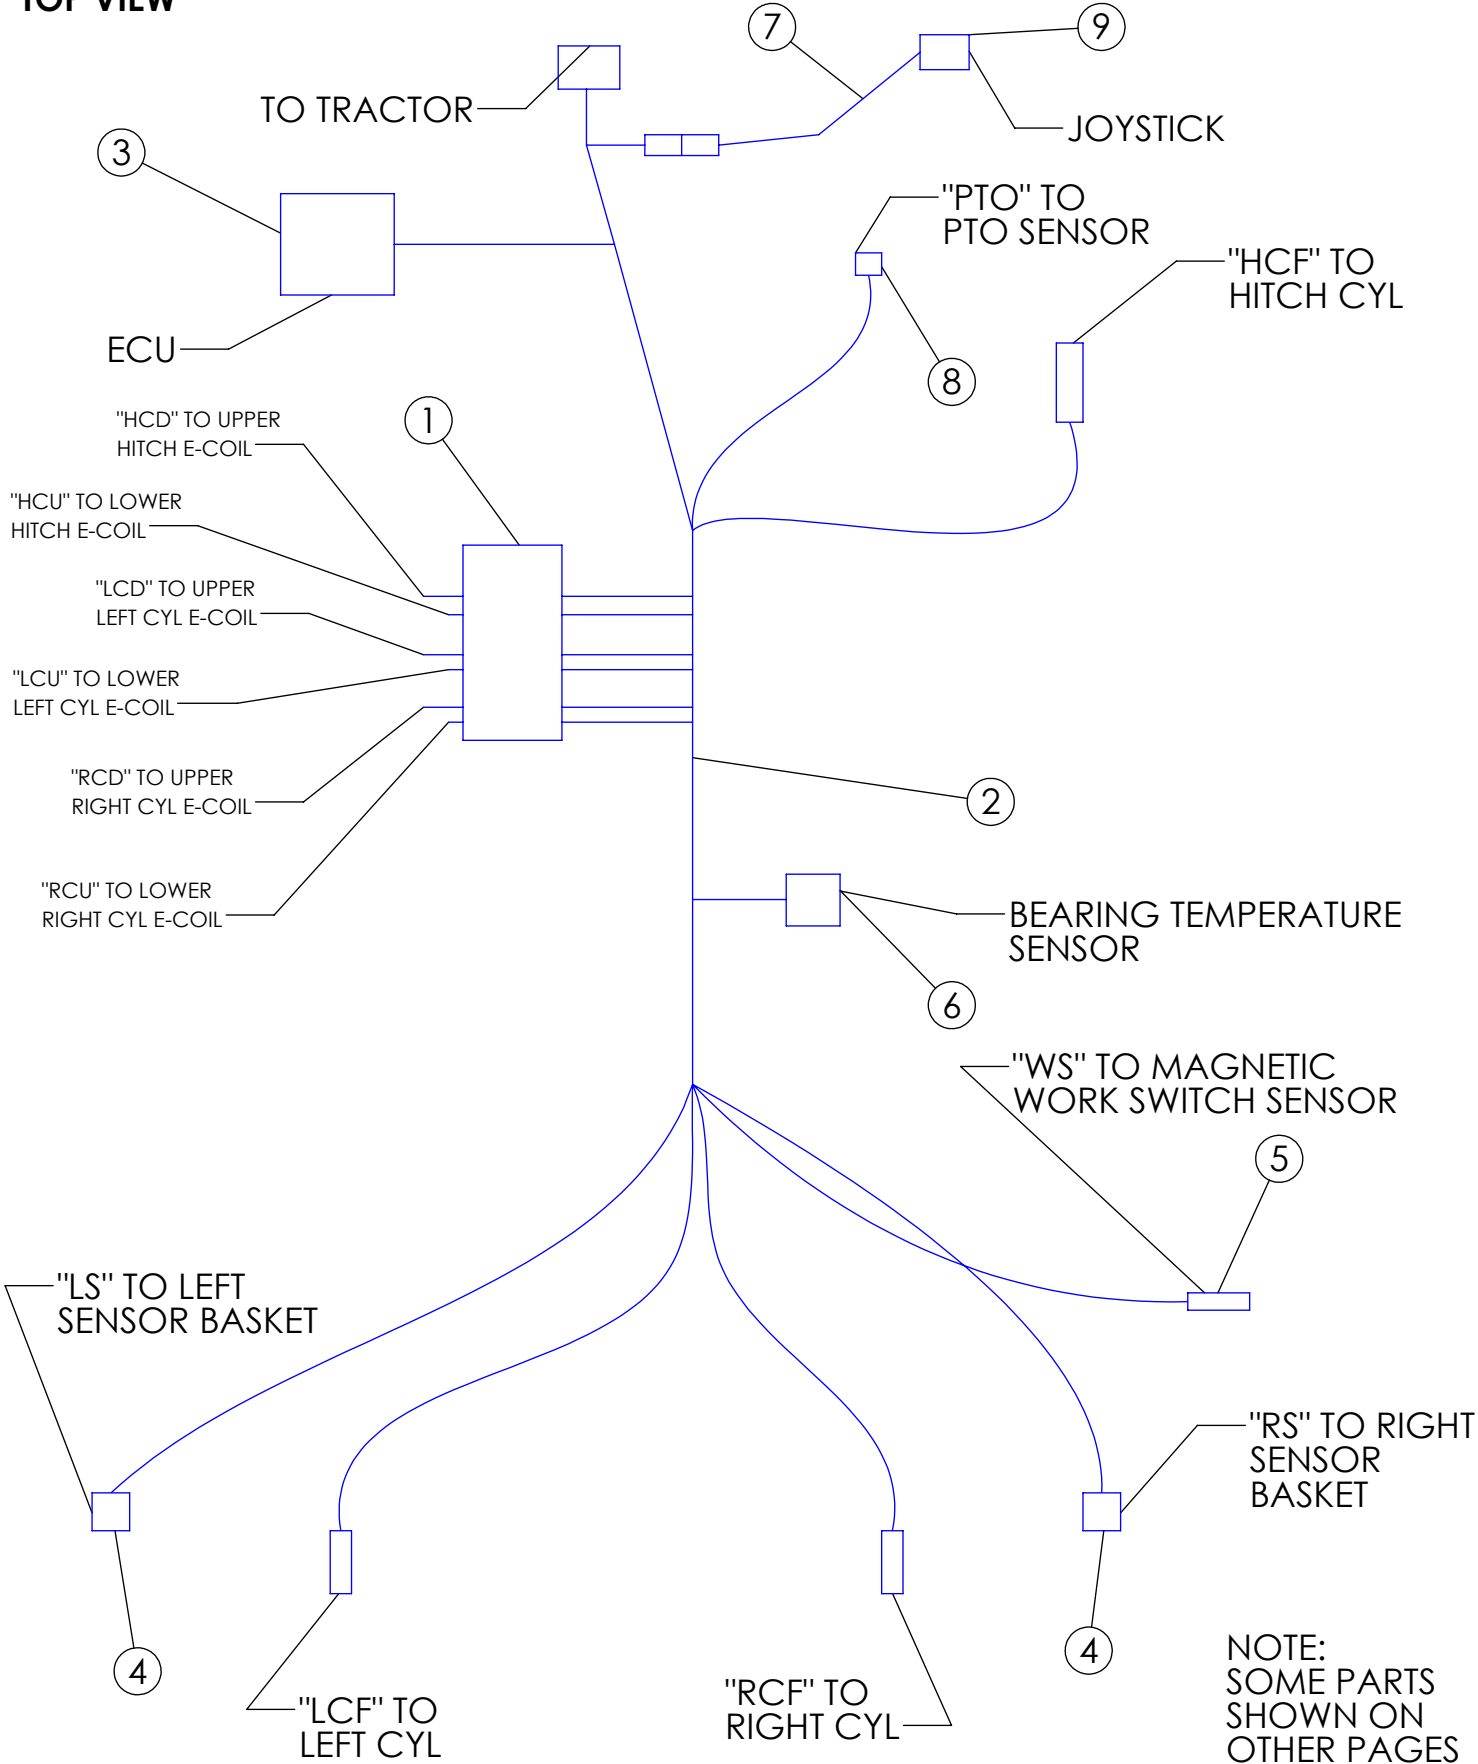 TOP VIEW
7
9
TO TRACTOR
JOYSTICK
3
"PTO" TO
PTO SENSOR
"HCF" TO
HITCH CYL
ECU
8
1
"HCD" TO UPPER
HITCH E-COIL
"HCU" TO LOWER
HITCH E-COIL
"LCD" TO UPPER
LEFT CYL E-COIL
"LCU" TO LOWER
LEFT CYL E-COIL
"RCD" TO UPPER
RIGHT CYL E-COIL
2
"RCU" TO LOWER
RIGHT CYL E-COIL
BEARING TEMPERATURE
SENSOR
6
"WS" TO MAGNETIC
WORK SWITCH SENSOR
5
"LS" TO LEFT
SENSOR BASKET
"RS" TO RIGHT
SENSOR
BASKET
4
4
"LCF" TO
LEFT CYL
"RCF" TO
RIGHT CYL
NOTE:
SOME PARTS
SHOWN ON
OTHER PAGES